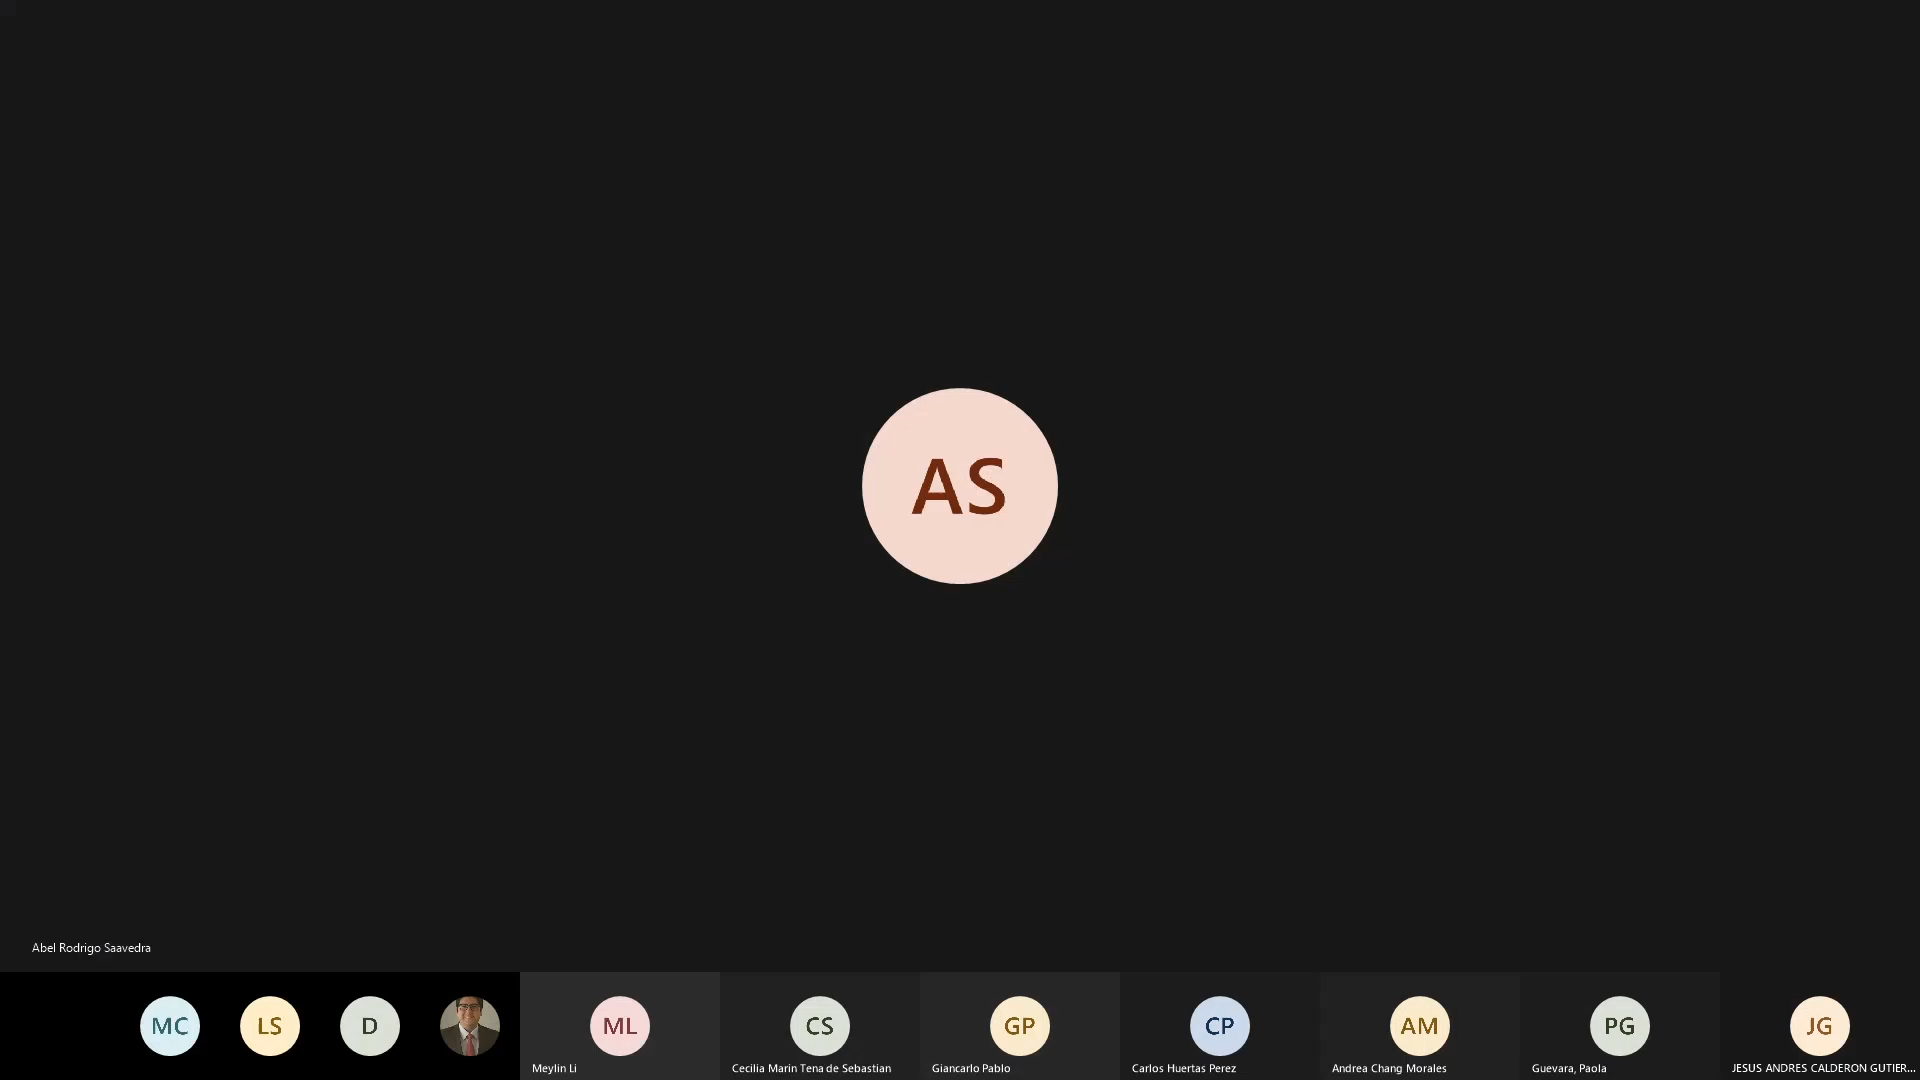 AS
Abel Rodrigo Saavedra
MC
LS
D
ML
CS
GP
CP
AM
PG
JG
Meylin Li
Cecilia Marin Tena de Sebastian
Giancarlo Pablo
Carlos Huertas Perez
Andrea Chang Morales
Guevara, Paola
JESUS ANDRES CALDERON GUTIER...